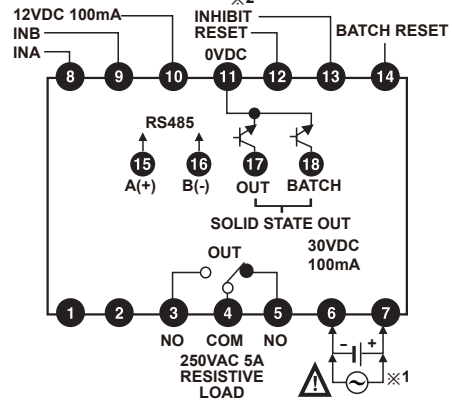 ※2
12VDC 100mA
INHIBIT
INB
RESET
BATCH RESET
INA
0VDC
8 9 10 11 12 13 14
RS485
15 16 17 18
A(+) B(-) OUT BATCH
SOLID STATE OUT
30VDC
100mA
OUT
1 2 3 4 5 6 7
NO COM NO
- +
250VAC 5A
RESISTIVE
LOAD
! ※1